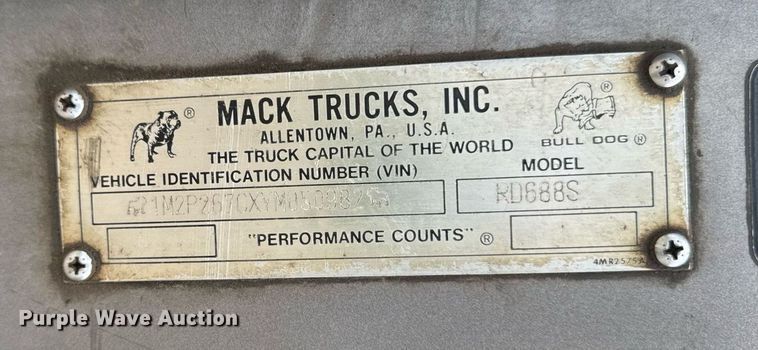 MACK TRUCKS, INC.
ALLENTOWN, PA., U.S.A.
THE TRUCK CAPITAL OF THE WORLD
®
®
BULL DOG ®
VEHICLE IDENTIFICATION NUMBER (VIN)
MODEL
1M2P267CXYM050982
RD688S
"PERFORMANCE COUNTS" ®
4MR2575A
Purple Wave Auction